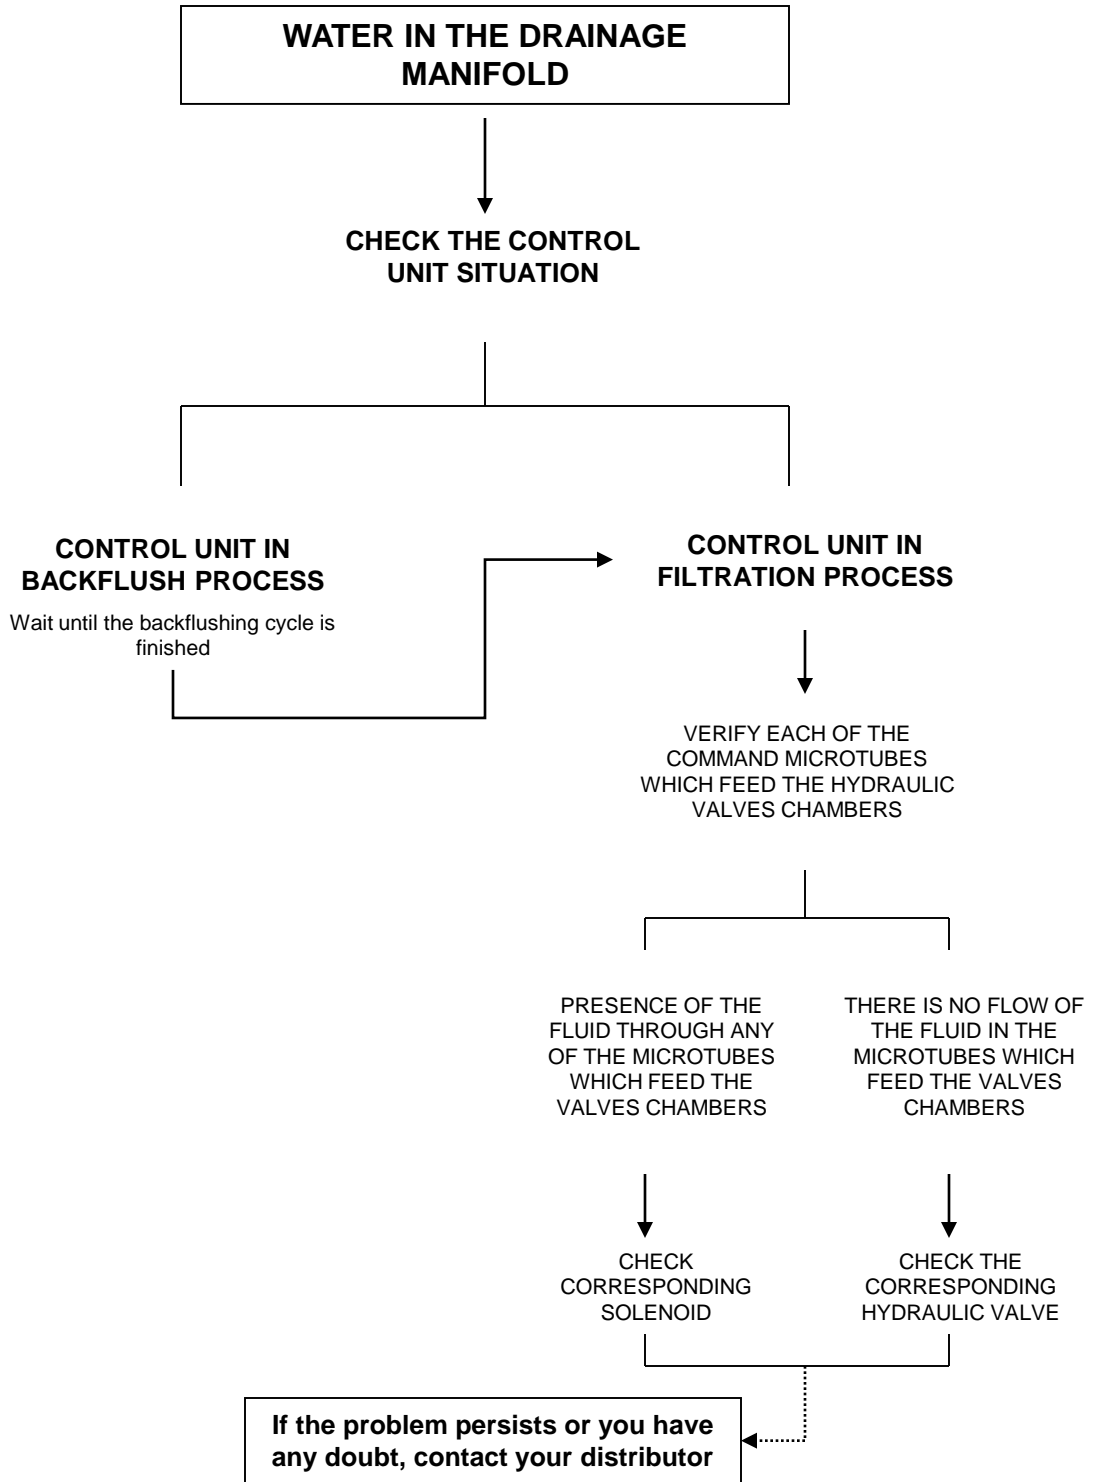 WATER IN THE DRAINAGE
MANIFOLD
CHECK THE CONTROL
UNIT SITUATION
CONTROL UNIT IN
BACKFLUSH PROCESS
Wait until the backflushing cycle is
finished
CONTROL UNIT IN
FILTRATION PROCESS
VERIFY EACH OF THE
COMMAND MICROTUBES
WHICH FEED THE HYDRAULIC
VALVES CHAMBERS
PRESENCE OF THE
FLUID THROUGH ANY
OF THE MICROTUBES
WHICH FEED THE
VALVES CHAMBERS
THERE IS NO FLOW OF
THE FLUID IN THE
MICROTUBES WHICH
FEED THE VALVES
CHAMBERS
CHECK
CORRESPONDING
SOLENOID
CHECK THE
CORRESPONDING
HYDRAULIC VALVE
If the problem persists or you have
any doubt, contact your distributor